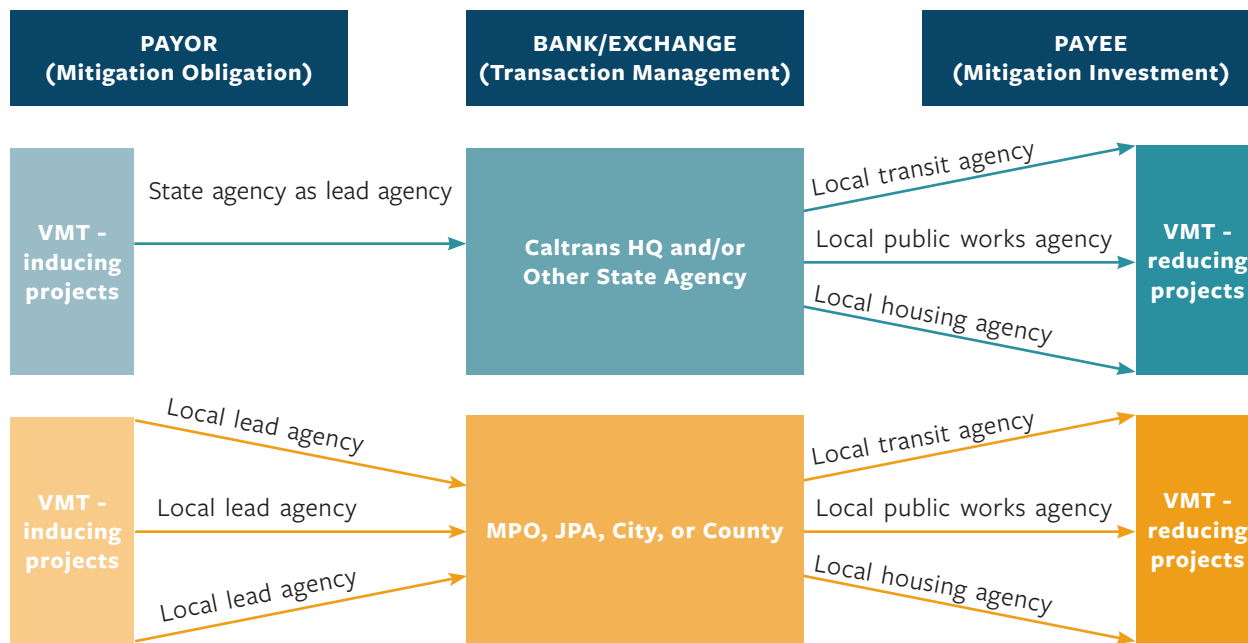 PAYOR
(Mitigation Obligation)
BANK/EXCHANGE
(Transaction Management)
PAYEE
(Mitigation Investment)
VMT -
inducing
projects
State agency as lead agency
Caltrans HQ and/or
Other State Agency
Local transit agency
Local public works agency
Local housing agency
VMT -
reducing
projects
VMT -
inducing
projects
Local lead agency
Local lead agency
Local lead agency
MPO, JPA, City, or County
Local transit agency
Local public works agency
Local housing agency
VMT -
reducing
projects